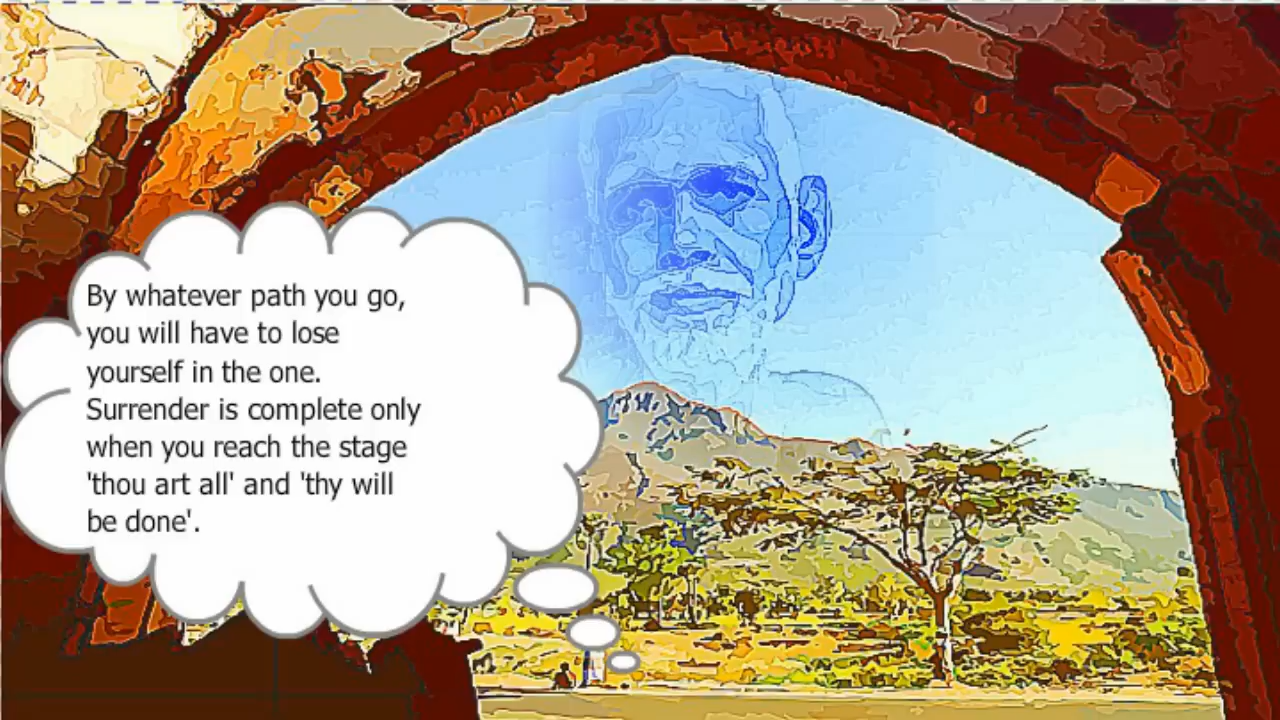 By whatever path you go,
you will have to lose
yourself in the one.
Surrender is complete only
when you reach the stage
'thou art all' and 'thy will
be done'.